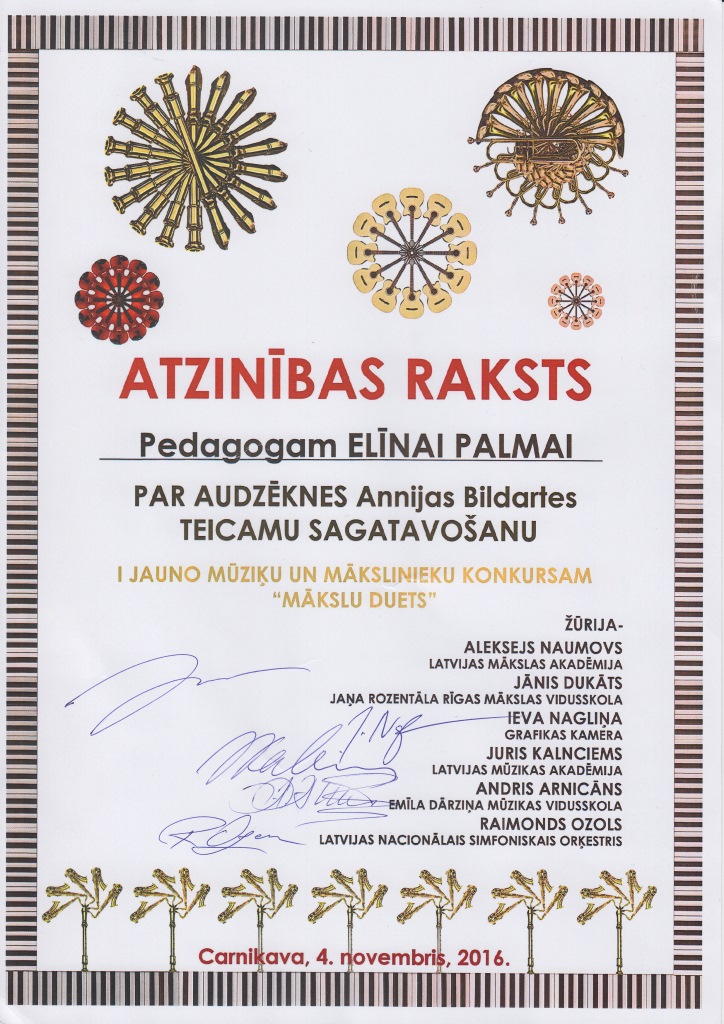 ATZINĪBAS RAKSTS
Pedagogam ELĪNAI PALMAI
PAR AUDZĒKNES Annijas Bildartes
TEICAMU SAGATAVOŠANU
I JAUNO MŪZIĶU UN MĀKSLINIEKU KONKURSAM
“MĀKSLU DUETS”
ŽŪRIJA-
ALEKSEJS NAUMOVS
LATVIJAS MĀKSLAS AKADĒMIJA
JĀNIS DUKĀTS
JAŅA ROZENTĀLA RĪGAS MĀKSLAS VIDUSSKOLA
IEVA NAGLIŅA
GRAFIKAS KAMERA
JURIS KALNCIEMS
LATVIJAS MŪZIKAS AKADĒMIJA
ANDRIS ARNICĀNS
EMĪLA DĀRZIŅA MŪZIKAS VIDUSSKOLA
RAIMONDS OZOLS
LATVIJAS NACIONĀLAIS SIMFONISKAIS ORĶESTRIS
Carnikava, 4. novembris, 2016.